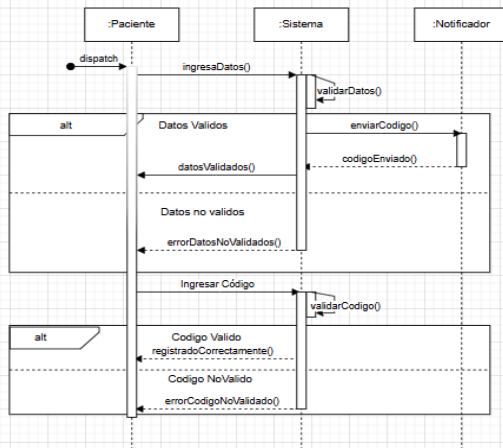 :Paciente
:Sistema
:Notificador
dispatch
ingresaDatos()
validarDatos()
alt
Datos Validos
enviarCodigo()
codigoEnviado()
datosValidados()
Datos no validos
errorDatosNoValidados()
Ingresar Código
validarCodigo()
alt
Codigo Valido
registradoCorrectamente()
Codigo NoValido
errorCodigoNoValidado()